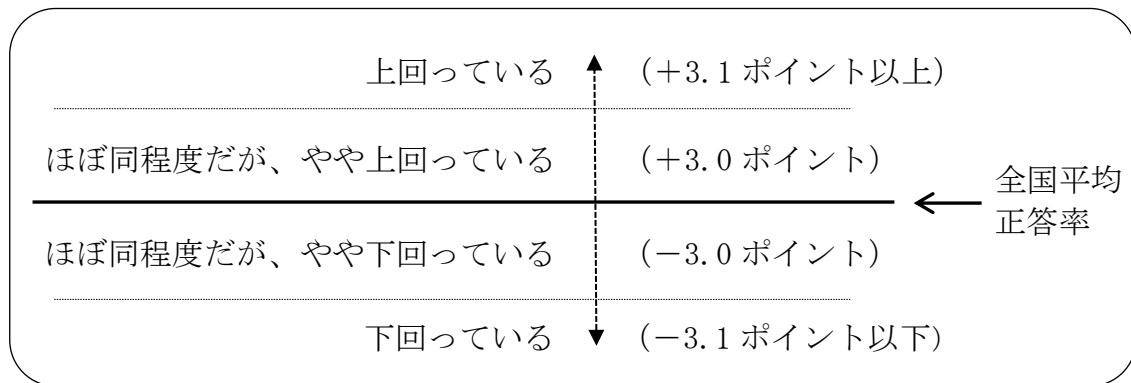 上回っている (+3.1 ポイント以上)
ほぼ同程度だが、やや上回っている (+3.0 ポイント)
全国平均
正答率
ほぼ同程度だが、やや下回っている (-3.0 ポイント)
下回っている (-3.1 ポイント以下)